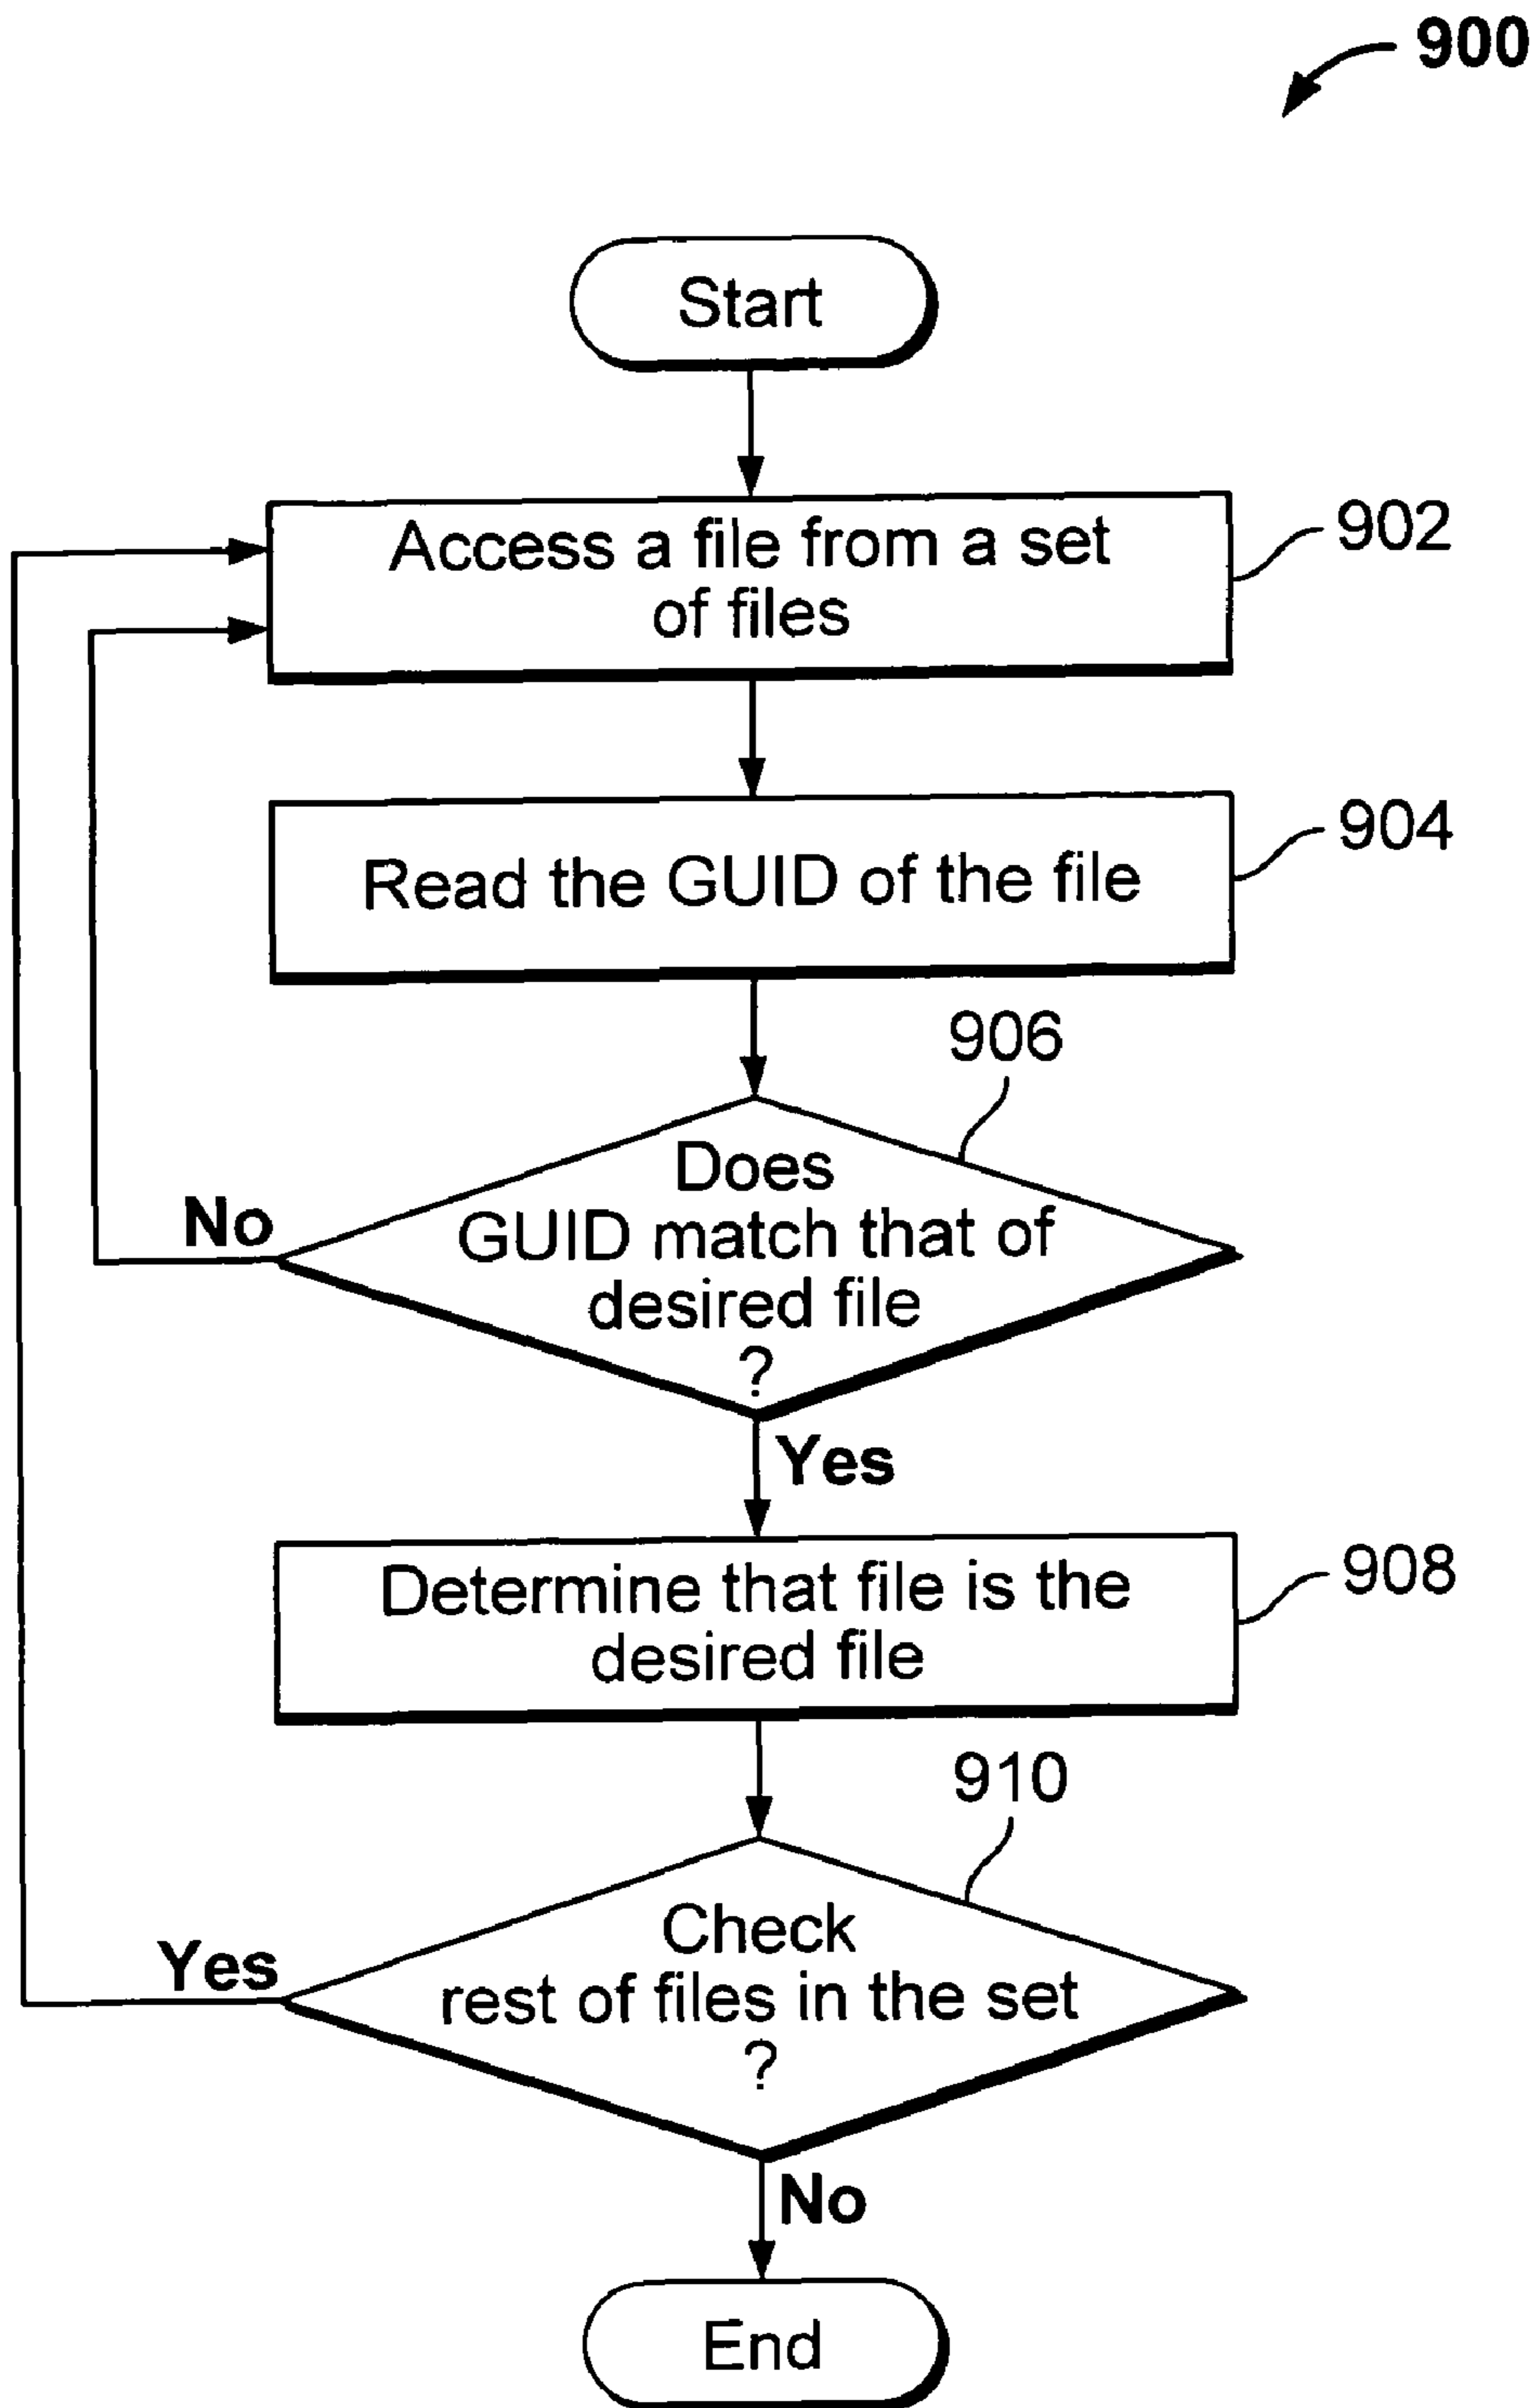 900
Start
Access a file from a set
of files
902
Read the GUID of the file
904
906
Does
GUID match that of
desired file
?
No
Yes
Determine that file is the
desired file
908
910
Check
rest of files in the set
?
Yes
No
End